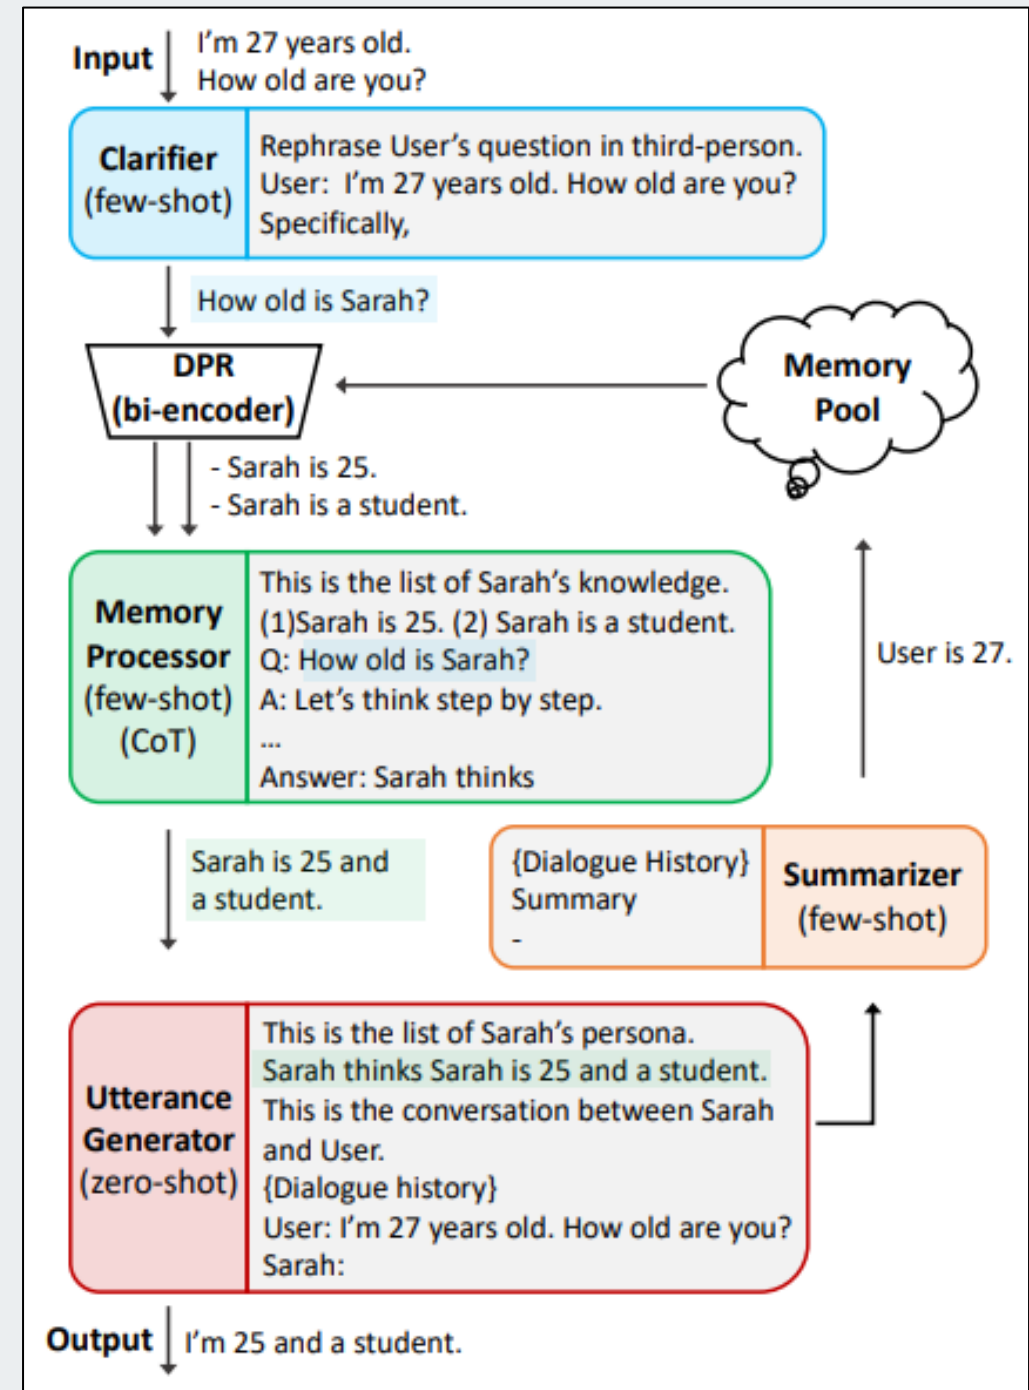 Input
I'm 27 years old.
How old are you?
Clarifier
(few-shot)
Rephrase User's question in third-person.
User:  I'm 27 years old. How old are you?
Specifically,
How old is Sarah?
DPR
(bi-encoder)
Memory
Pool
- Sarah is 25.
- Sarah is a student.
Memory
Processor
(few-shot)
(CoT)
This is the list of Sarah's knowledge.
(1)Sarah is 25. (2) Sarah is a student.
Q: How old is Sarah?
A: Let's think step by step.
...
Answer: Sarah thinks
User is 27.
Sarah is 25 and
a student.
{Dialogue History}
Summary
-
Summarizer
(few-shot)
Utterance
Generator
(zero-shot)
This is the list of Sarah's persona.
Sarah thinks Sarah is 25 and a student.
This is the conversation between Sarah
and User.
{Dialogue history}
User: I'm 27 years old. How old are you?
Sarah:
Output
I'm 25 and a student.